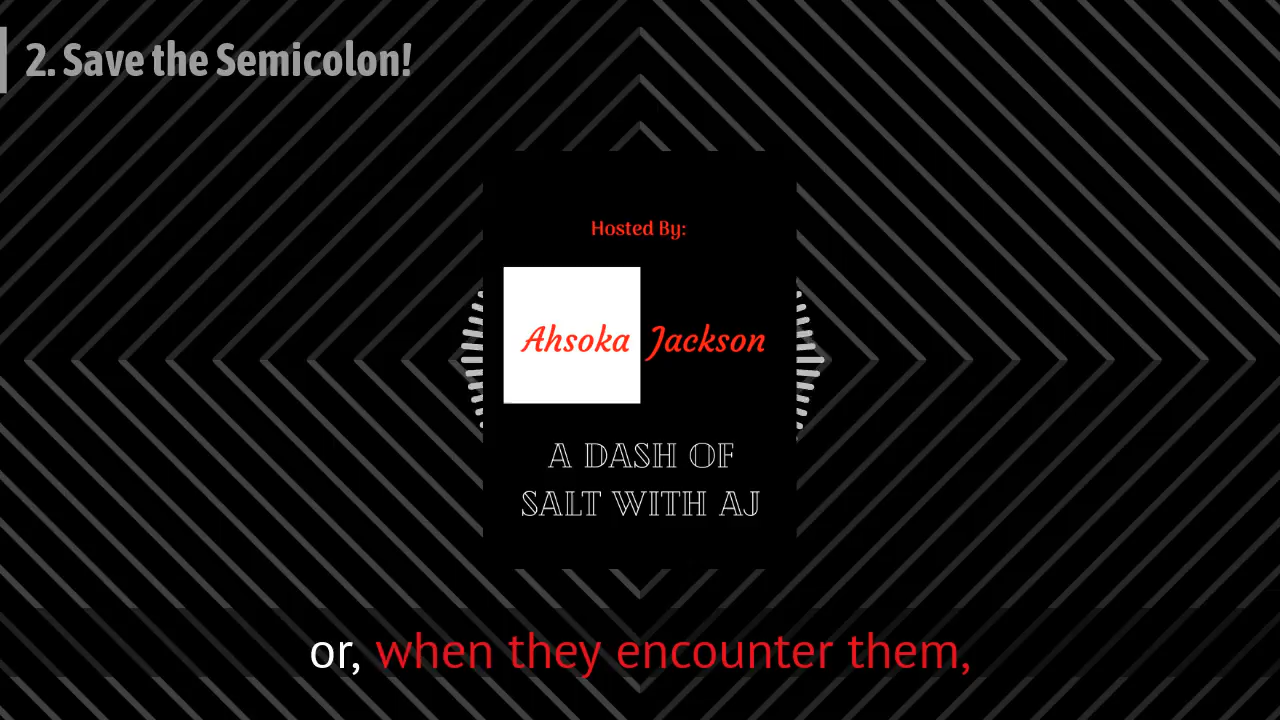 2. Save the Semicolon!
Hosted By:
Ahsoka Jackson
A DASH OF
SALT WITH AJ
or, when they encounter them,